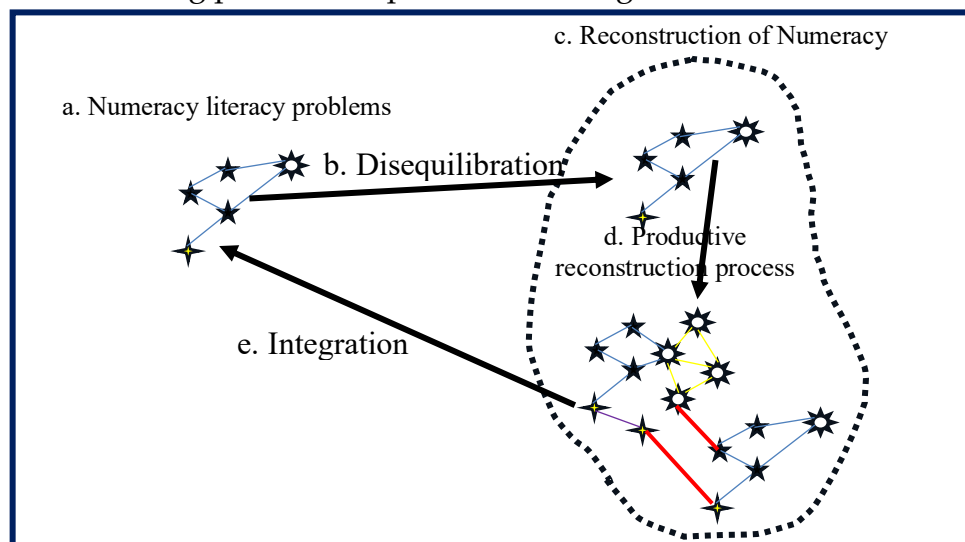 c. Reconstruction of Numeracy
a. Numeracy literacy problems
b. Disequilibration
d. Productive
reconstruction process
e. Integration